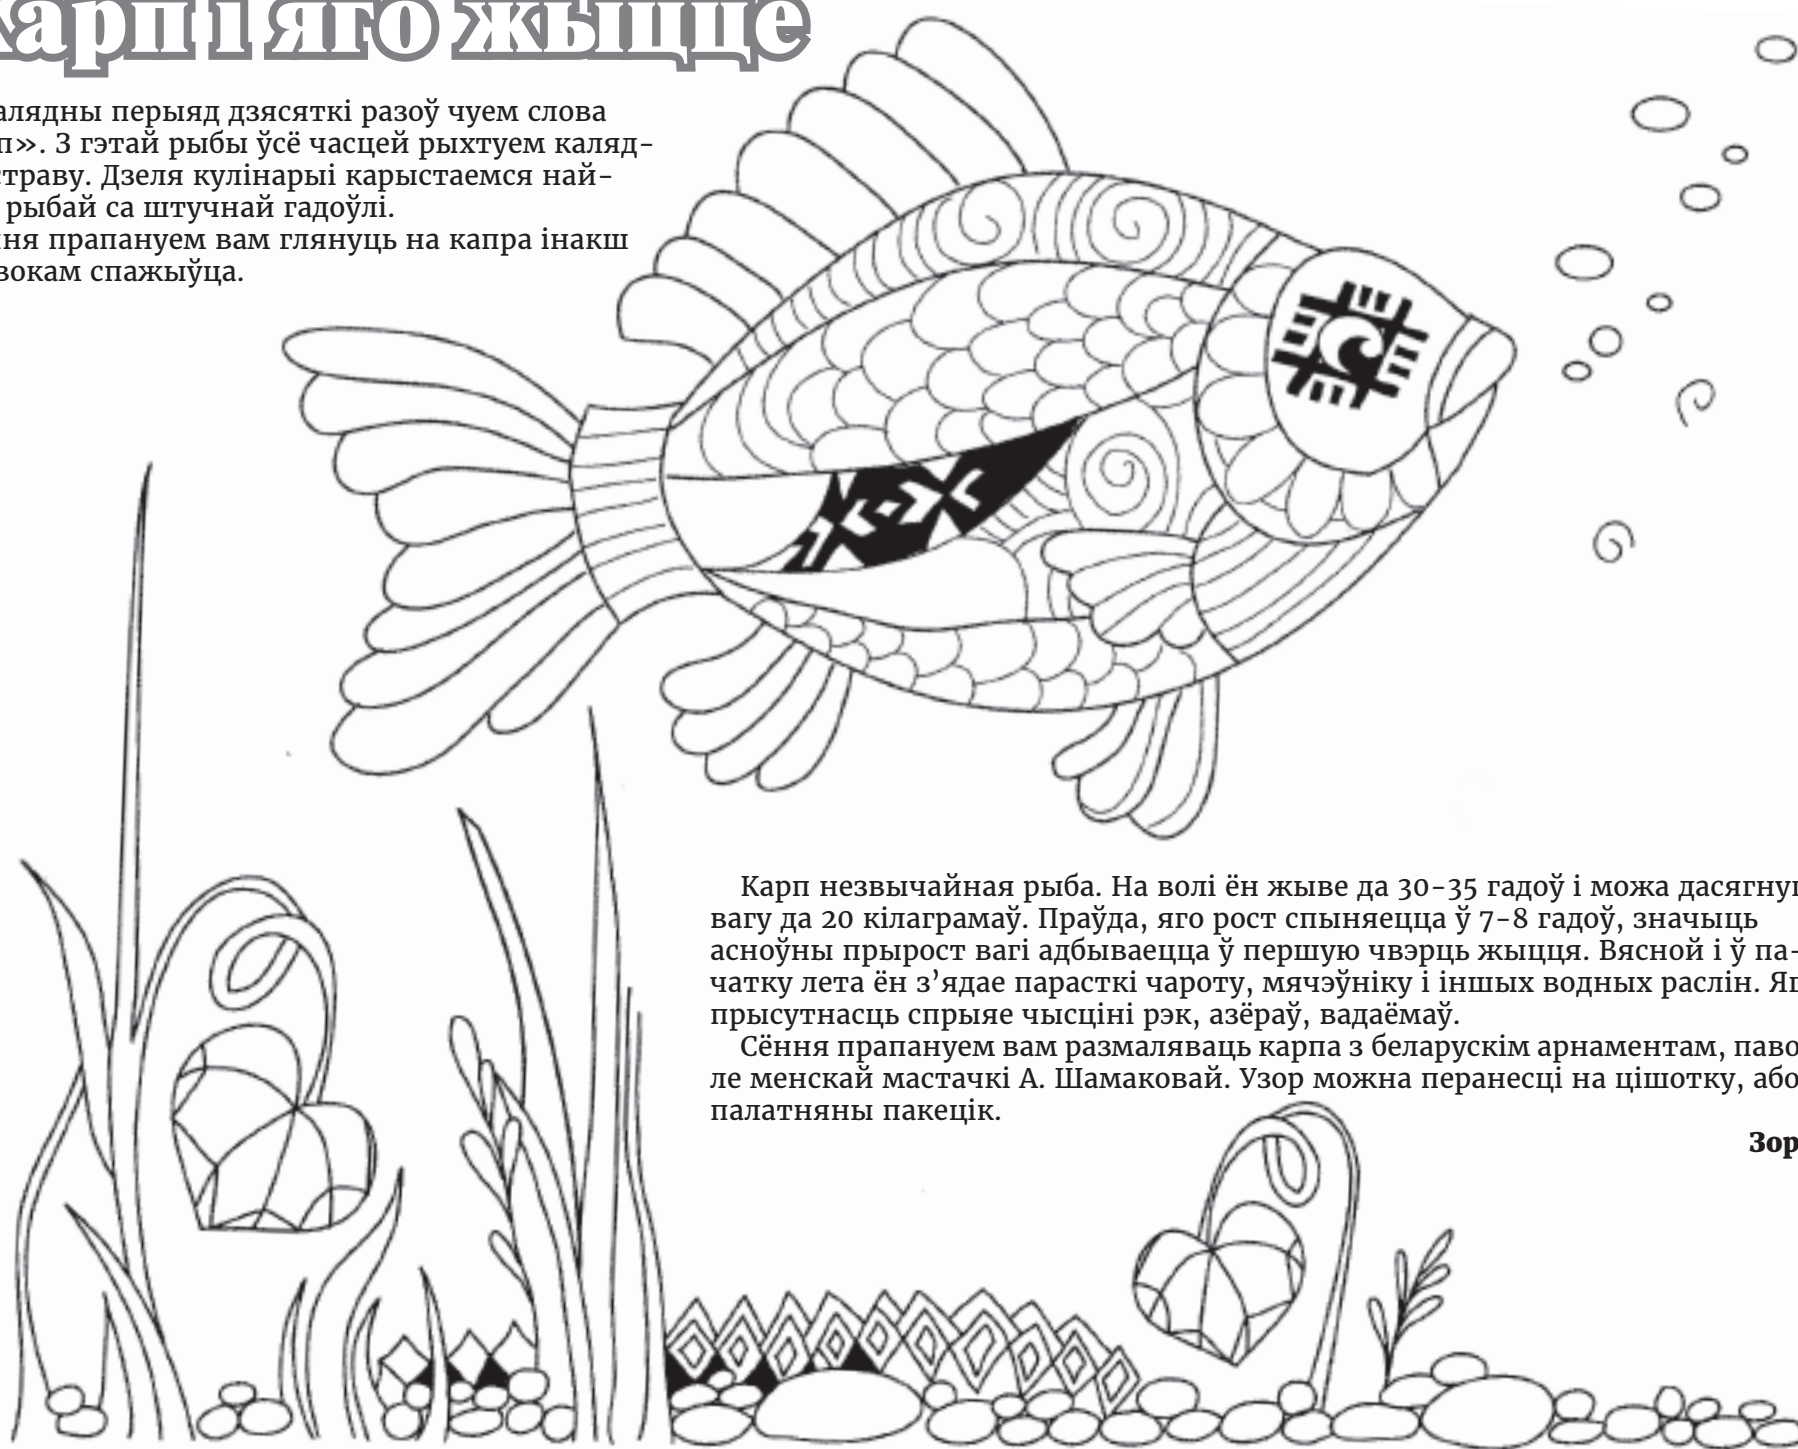 Карп і яго жыццё
алядны перыяд дзясяткі разоў чуем слова
п». З гэтай рыбы ўсё часцей рыхтуем каляд-
страву. Дзеля кулінарыі карыстаемся най-
рыбай са штучнай гадоўлі.
ння прапануем вам глянуць на капра інакш
вокам спажыўца.
Карп незвычайная рыба. На волі ён жыве да 30-35 гадоў і можа дасягнуц
вагу да 20 кілаграмаў. Праўда, яго рост спыняецца ў 7-8 гадоў, значыць
асноўны прырост вагі адбываецца ў першую чвэрць жыцця. Вясной і ў па-
чатку лета ён з’ядае парасткі чароту, мячэўніку і іншых водных раслін. Яг
прысутнасць спрыяе чысціні рэк, азёраў, вадаёмаў.
Сёння прапануем вам размаляваць карпа з беларускім арнаментам, паво
ле менскай мастачкі А. Шамаковай. Узор можна перанесці на цішотку, або
палатняны пакецік.
Зор